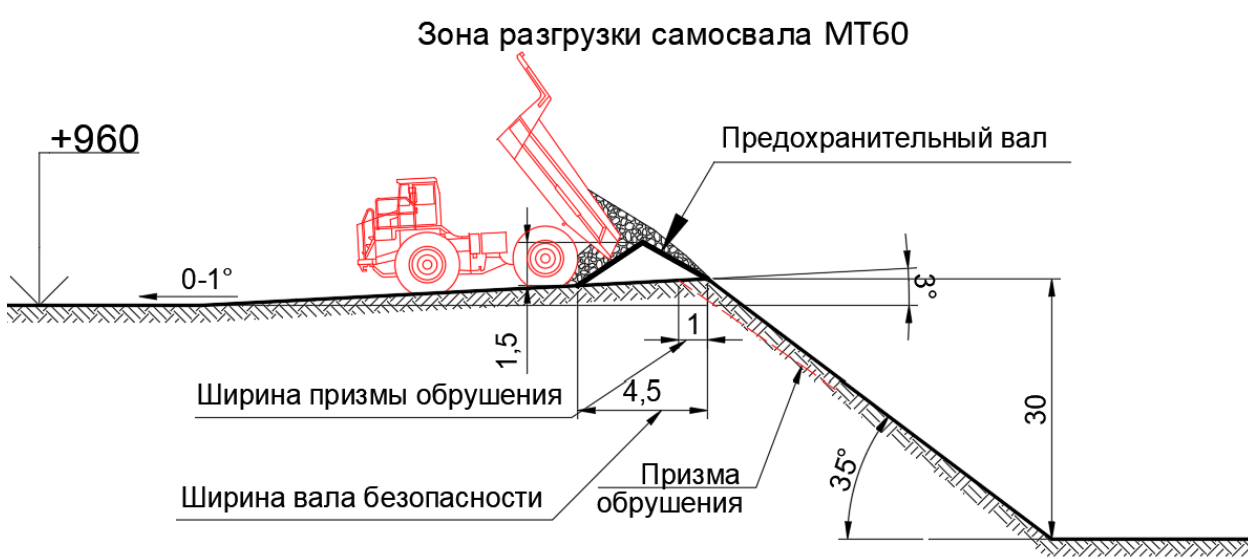 Зона разгрузки самосвала МТ60
+960
Предохранительный вал
0-1°
3°
1,5
1
Ширина призмы обрушения
4,5
30
35°
Призма
обрушения
Ширина вала безопасности